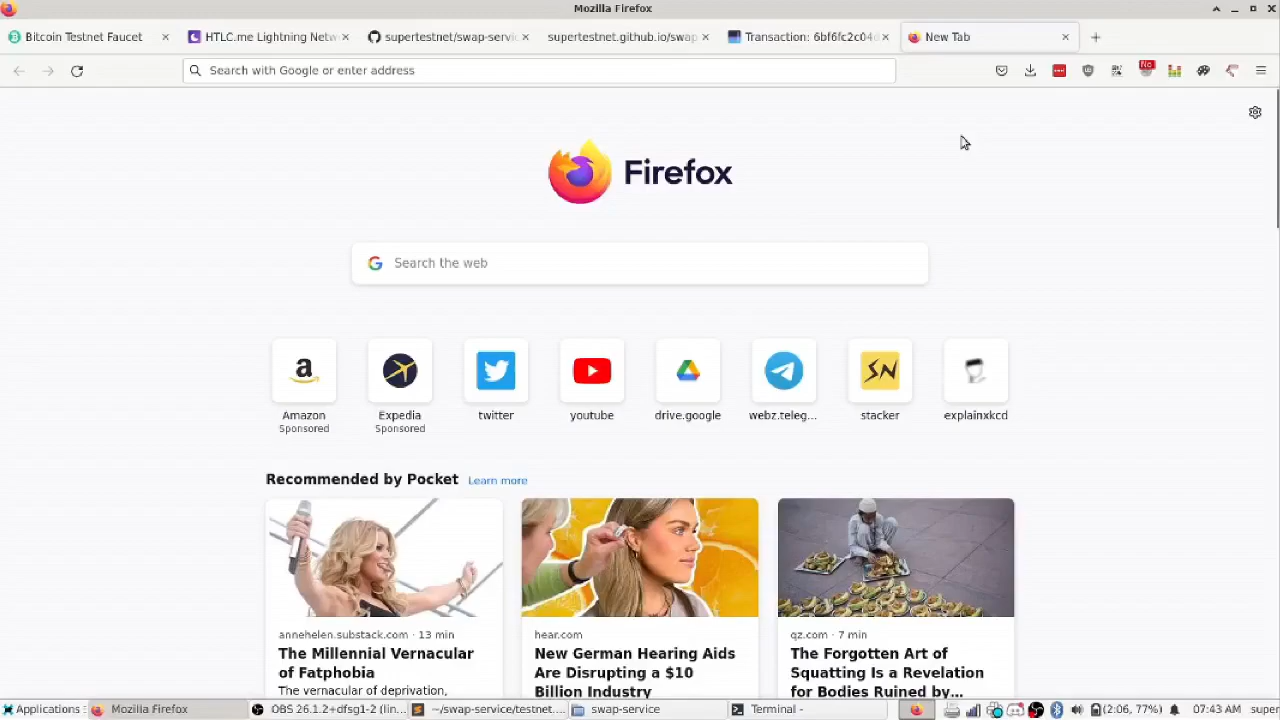 Mozilla Firefox
Bitcoin Testnet Faucet
HTLC.me Lightning Netw
supertestnet/swap-servic
supertestnet.github.io/swap
Transaction: 6bf6fc2c04d
New Tab
Search with Google or enter address
No
Firefox
Search the web
a
SN
Amazon
Sponsored
Expedia
Sponsored
twitter
youtube
drive.google
webz.teleg...
stacker
explainxkcd
Recommended by Pocket Learn more
annehelen.substack.com · 13 min
The Millennial Vernacular
of Fatphobia
The vernacular of deprivation,
hear.com
New German Hearing Aids
Are Disrupting a $10
Billion Industry
qz.com · 7 min
The Forgotten Art of
Squatting Is a Revelation
for Bodies Ruined by...
Applications
Mozilla Firefox
OBS 26.1.2+dfsg1-2 (lin...
~/swap-service/testnet....
swap-service
Terminal -
(2:06, 77%)
07:43 AM
super